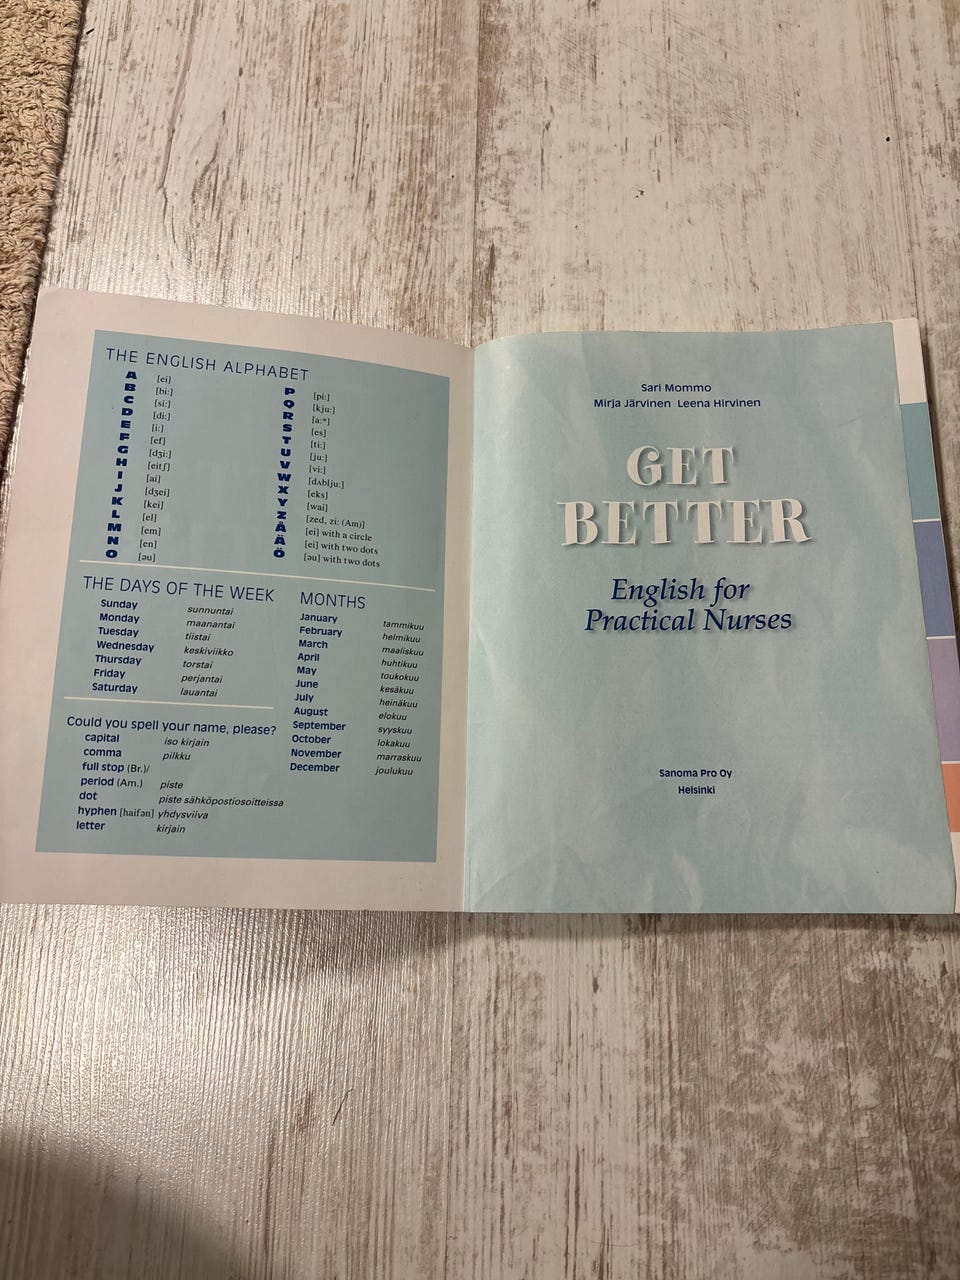 THE ENGLISH ALPHABET
A [ei]
B [bi:]
C [si:]
D [di:]
E [i:]
F [ef]
G [dʒi:]
H [eitʃ]
I [ai]
J [dʒei]
K [kei]
L [el]
M [em]
N [en]
O [əu]
P [pi:]
Q [kju:]
R [a:*]
S [es]
T [ti:]
U [ju:]
V [vi:]
W [dʌblju:]
X [eks]
Y [wai]
Z [zed, zi: (Am)]
Å [ei] with a circle
Ä [ei] with two dots
Ö [əu] with two dots
THE DAYS OF THE WEEK
Sunday sunnuntai
Monday maanantai
Tuesday tiistai
Wednesday keskiviikko
Thursday torstai
Friday perjantai
Saturday lauantai
MONTHS
January tammikuu
February helmikuu
March maaliskuu
April huhtikuu
May toukokuu
June kesäkuu
July heinäkuu
August elokuu
September syyskuu
October lokakuu
November marraskuu
December joulukuu
Could you spell your name, please?
capital iso kirjain
comma pilkku
full stop (Br.)/
period (Am.) piste
dot piste sähköpostiosoitteissa
hyphen [haifən] yhdysviiva
letter kirjain
Sari Mommo
Mirja Järvinen Leena Hirvinen
GET
BETTER
English for
Practical Nurses
Sanoma Pro Oy
Helsinki